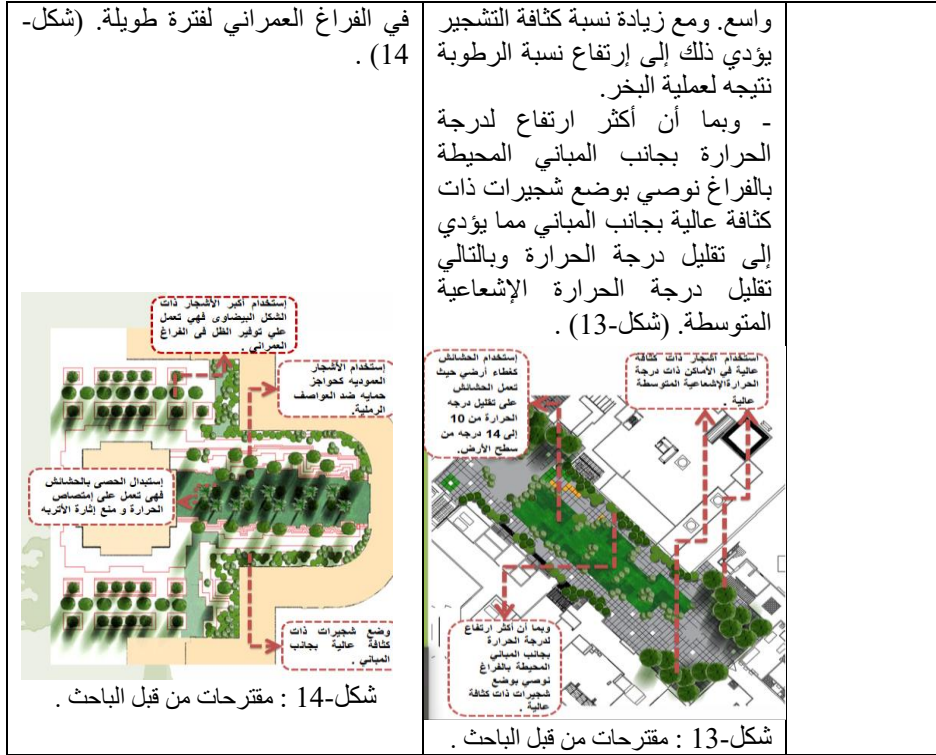 واسع. ومع زيادة نسبة كثافة التشجير
يؤدي ذلك إلى إرتفاع نسبة الرطوبة
نتيجه لعملية البخر.
- وبما أن أكثر ارتفاع لدرجة
الحرارة بجانب المباني المحيطة
بالفراغ نوصي بوضع شجيرات ذات
كثافة عالية بجانب المباني مما يؤدي
إلى تقليل درجة الحرارة وبالتالي
تقليل درجة الحرارة الإشعاعية
المتوسطة. (شكل-13) .
إستخدام أشجار ذات كثافة
عالية في الأماكن ذات درجة
الحرارةالإشعاعية المتوسطة
عالية .
إستخدام الحشائش
كغطاء أرضي حيث
تعمل الحشائش
على تقليل درجه
الحرارة من 10
إلى 14 درجه من
سطح الأرض.
وبما أن أكثر ارتفاع
لدرجة الحرارة
بجانب المباني
المحيطة بالفراغ
نوصي بوضع
شجيرات ذات كثافة
عالية .
شكل-13 : مقترحات من قبل الباحث .
في الفراغ العمراني لفترة طويلة. (شكل-
14) .
إستخدام أكبر الأشجار ذات
الشكل البيضاوى فهي تعمل
علي توفير الظل فى الفراغ
العمراني .
إستخدام الأشجار
العموديه كحواجز
حمايه ضد العواصف
الرملية.
إستبدال الحصى بالحشائش
فهى تعمل على إمتصاص
الحرارة و منع إثارة الأتربه
وضع شجيرات ذات
كثافة عالية بجانب
المباني .
شكل-14 : مقترحات من قبل الباحث .